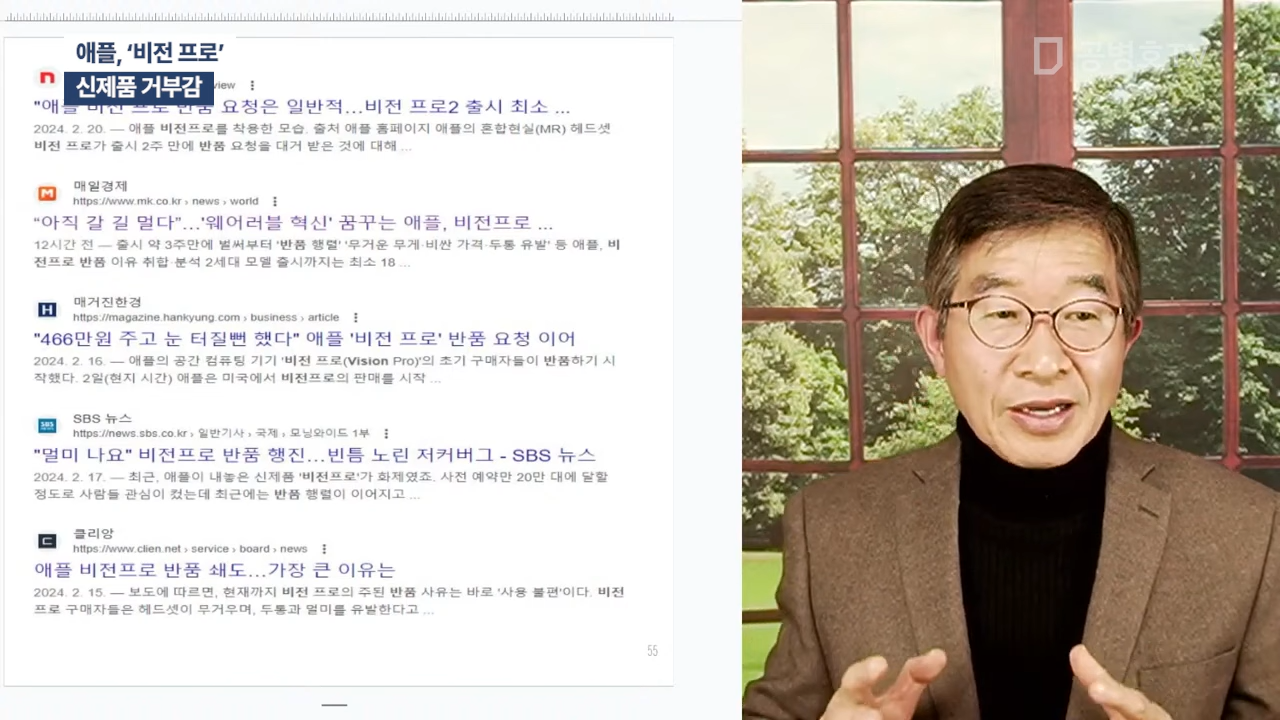 애플, ‘비전 프로’
신제품 거부감
view
"애플 비전 프로 반품 요청은 일반적...비전 프로2 출시 최소 ...
2024. 2. 20. — 애플 비전프로를 착용한 모습. 출처 애플 홈페이지 애플의 혼합현실(MR) 헤드셋
비전 프로가 출시 2주 만에 반품 요청을 대거 받은 것에 대해 ...
매일경제
https://www.mk.co.kr › news › world
“아직 갈 길 멀다”...'웨어러블 혁신' 꿈꾸는 애플, 비전프로 ...
12시간 전 — 출시 약 3주만에 벌써부터 '반품 행렬' '무거운 무게·비싼 가격·두통 유발' 등 애플, 비
전프로 반품 이유 취합·분석 2세대 모델 출시까지는 최소 18 ...
매거진한경
https://magazine.hankyung.com › business › article
"466만원 주고 눈 터질뻔 했다" 애플 '비전 프로' 반품 요청 이어
2024. 2. 16. — 애플의 공간 컴퓨팅 기기 '비전 프로(Vision Pro)'의 초기 구매자들이 반품하기 시
작했다. 2일(현지 시간) 애플은 미국에서 비전프로의 판매를 시작 ...
SBS 뉴스
https://news.sbs.co.kr › 일반기사 › 국제 › 모닝와이드 1부
"멀미 나요" 비전프로 반품 행진...빈틈 노린 저커버그 - SBS 뉴스
2024. 2. 17. — 최근, 애플이 내놓은 신제품 '비전프로'가 화제였죠. 사전 예약만 20만 대에 달할
정도로 사람들 관심이 컸는데 최근에는 반품 행렬이 이어지고 ...
클리앙
https://www.clien.net › service › board › news
애플 비전프로 반품 쇄도...가장 큰 이유는
2024. 2. 15. — 보도에 따르면, 현재까지 비전 프로의 주된 반품 사유는 바로 '사용 불편'이다. 비전
프로 구매자들은 헤드셋이 무거우며, 두통과 멀미를 유발한다고 ...
55